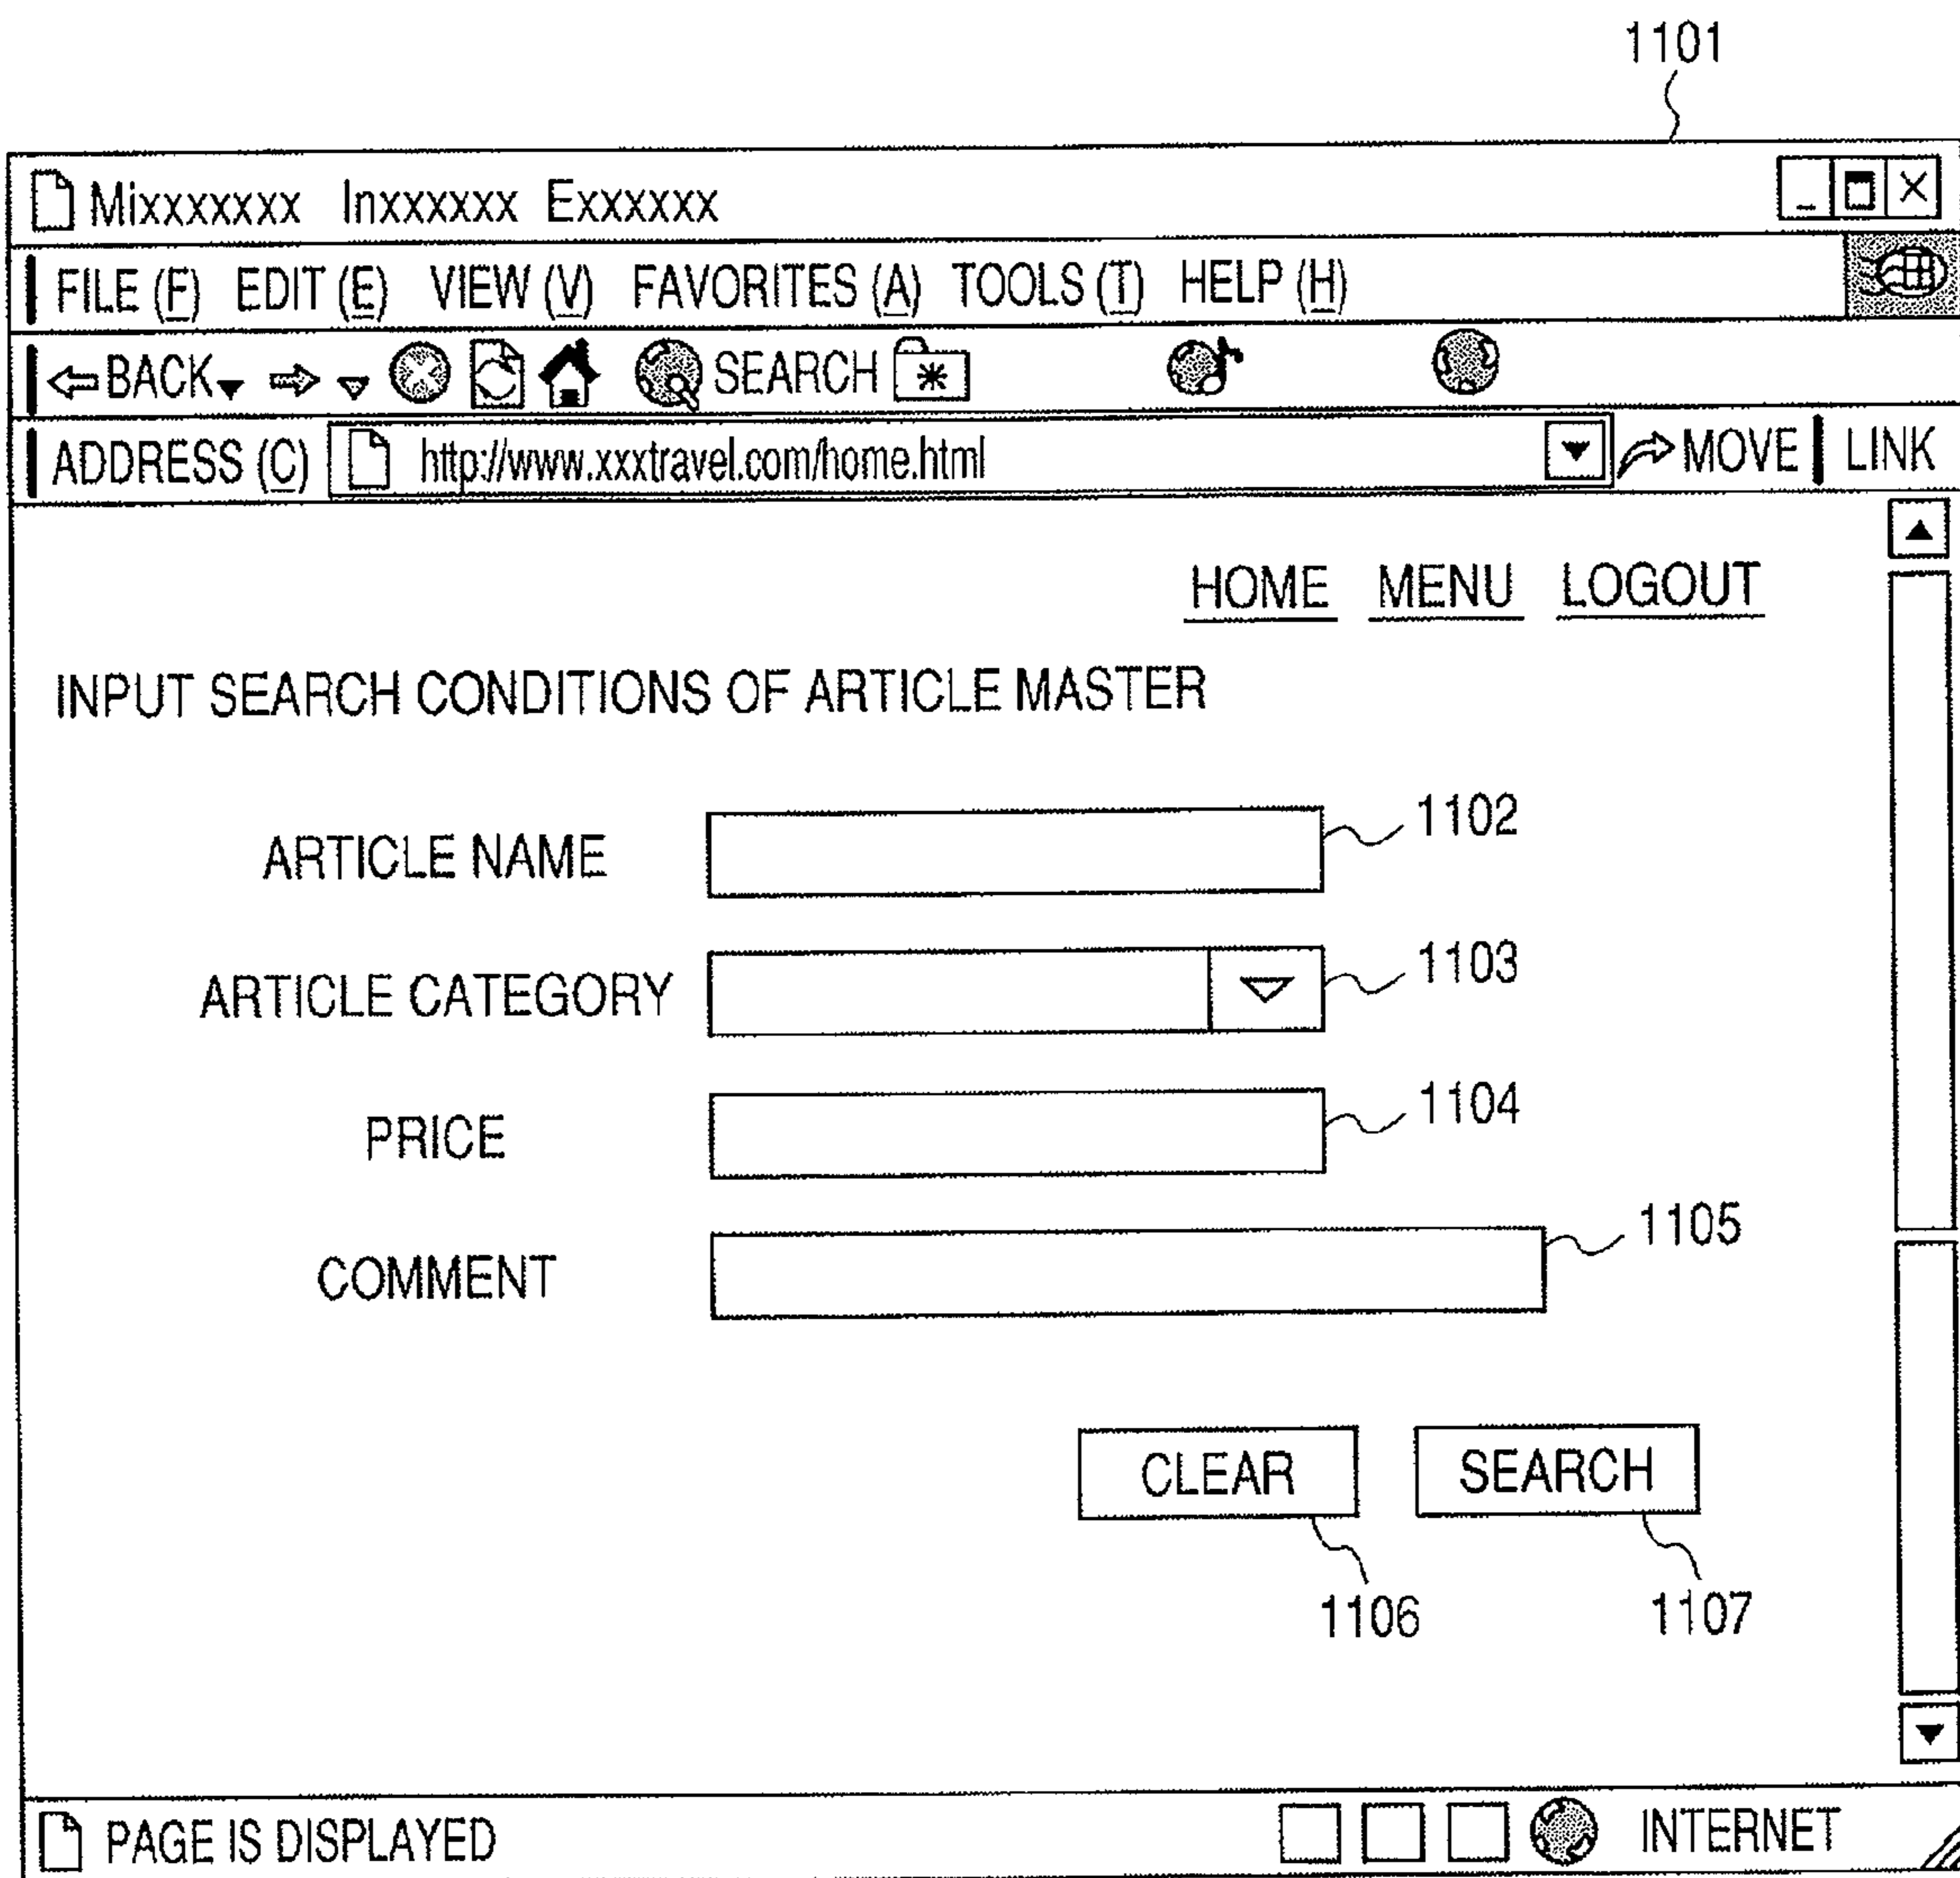 1101
Mixxxxxxx Inxxxxxx Exxxxxx
FILE (F) EDIT (E) VIEW (V) FAVORITES (A) TOOLS (T) HELP (H)
BACK SEARCH
ADDRESS (C) http://www.xxxtravel.com/home.html MOVE LINK
HOME MENU LOGOUT
INPUT SEARCH CONDITIONS OF ARTICLE MASTER
ARTICLE NAME 1102
ARTICLE CATEGORY 1103
PRICE 1104
COMMENT 1105
CLEAR SEARCH
1106 1107
PAGE IS DISPLAYED INTERNET